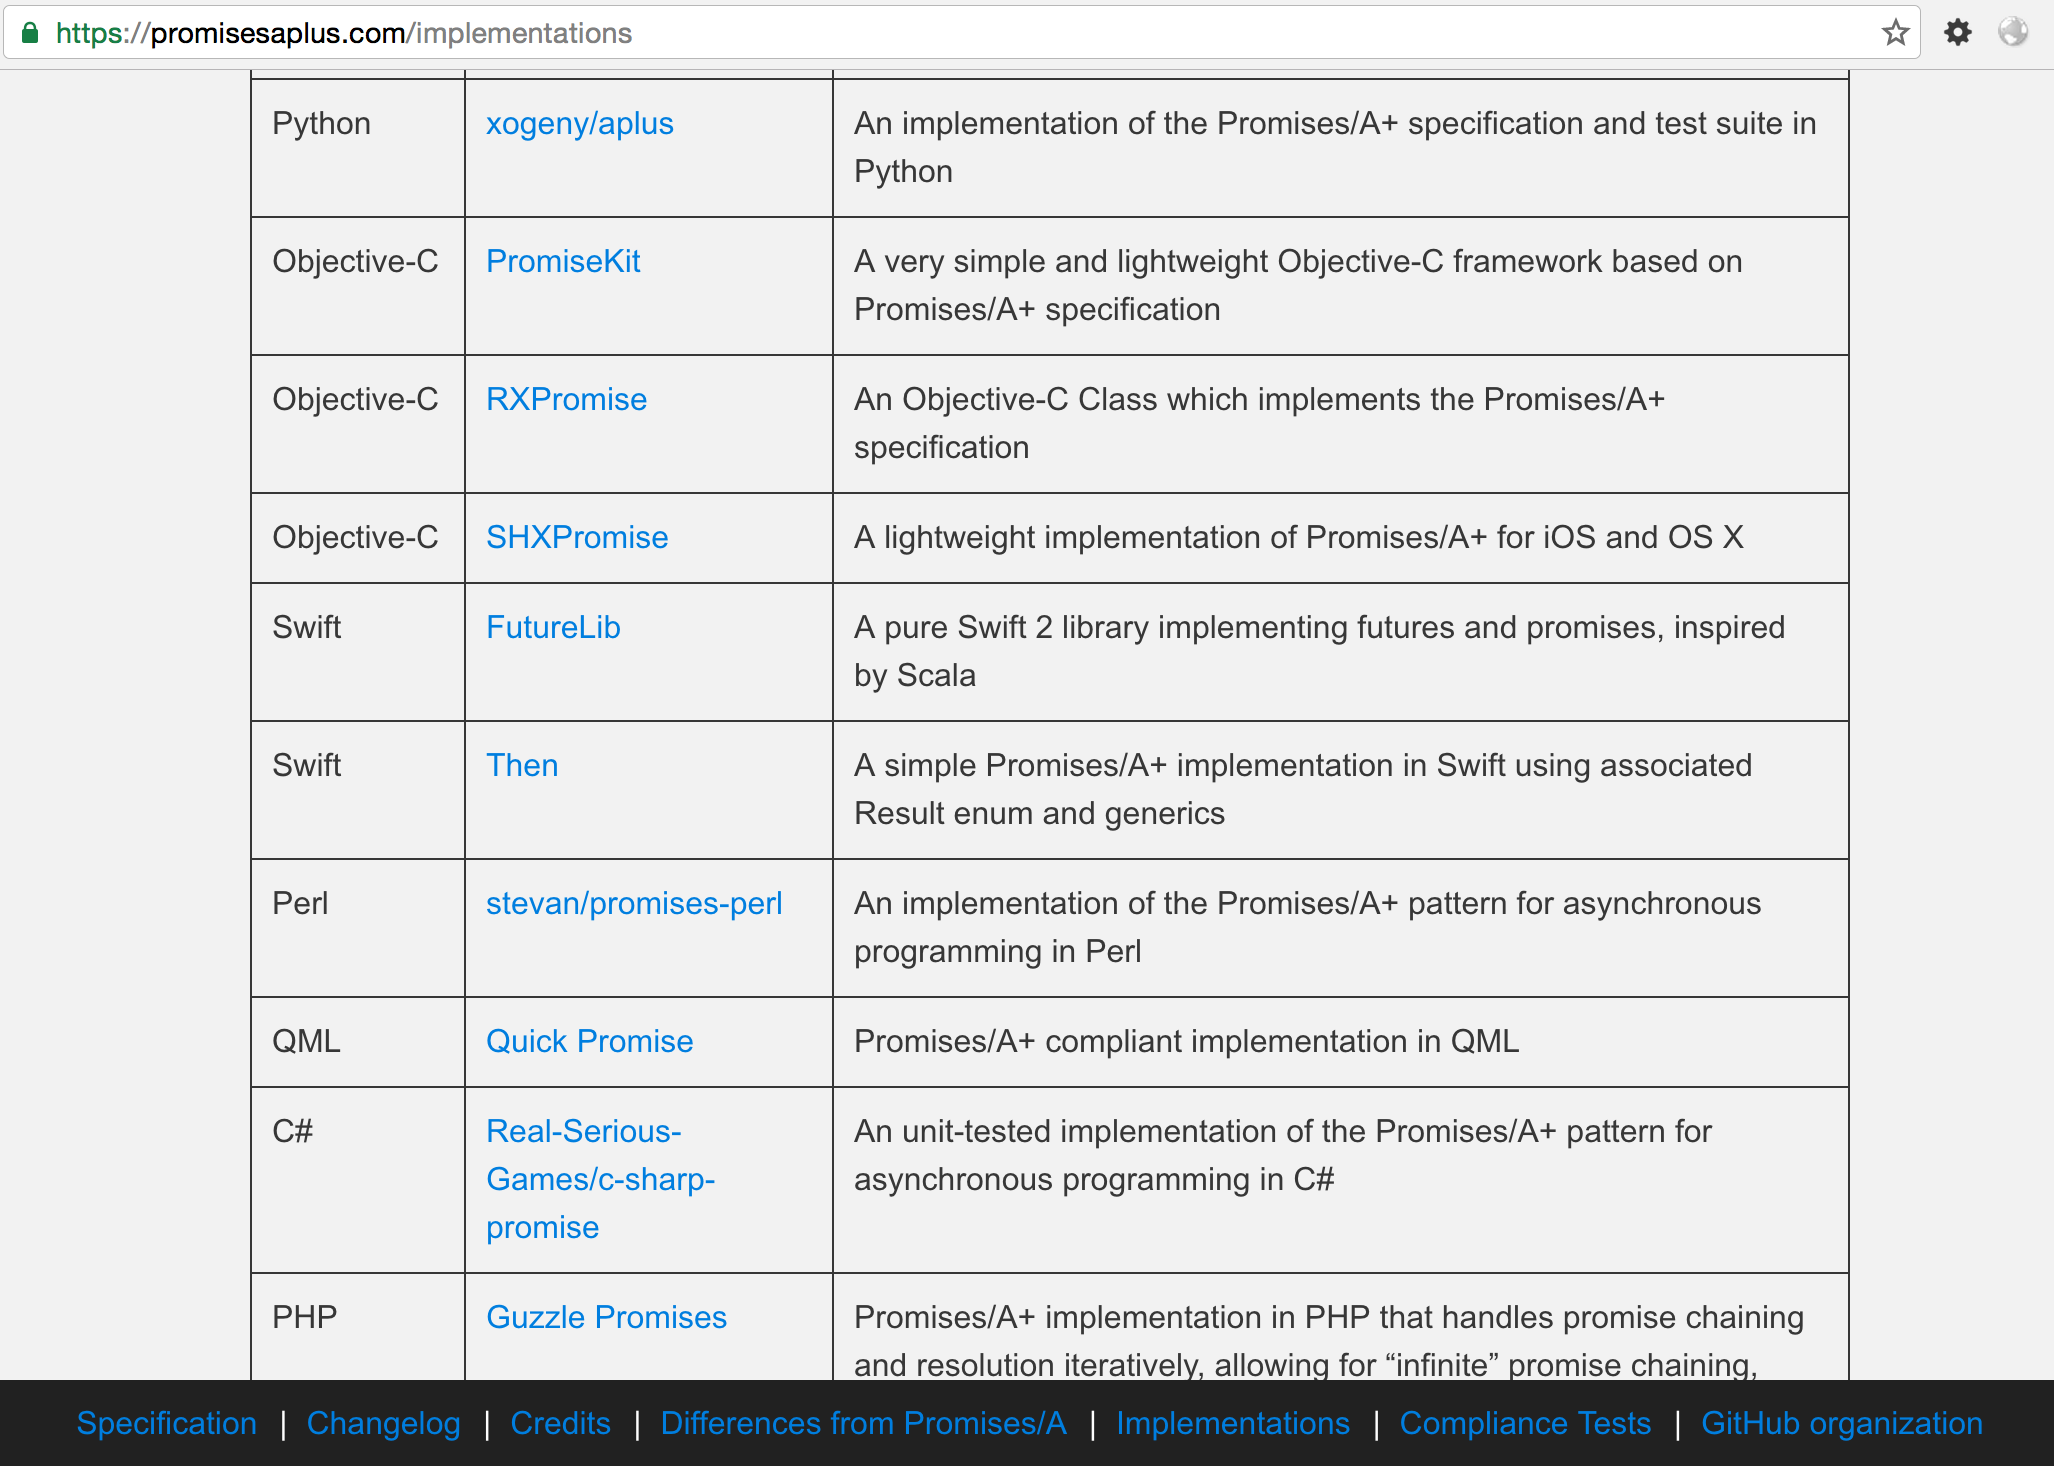 https://promisesaplus.com/implementations
Python
xogeny/aplus
An implementation of the Promises/A+ specification and test suite in
Python
Objective-C
PromiseKit
A very simple and lightweight Objective-C framework based on
Promises/A+ specification
Objective-C
RXPromise
An Objective-C Class which implements the Promises/A+
specification
Objective-C
SHXPromise
A lightweight implementation of Promises/A+ for iOS and OS X
Swift
FutureLib
A pure Swift 2 library implementing futures and promises, inspired
by Scala
Swift
Then
A simple Promises/A+ implementation in Swift using associated
Result enum and generics
Perl
stevan/promises-perl
An implementation of the Promises/A+ pattern for asynchronous
programming in Perl
QML
Quick Promise
Promises/A+ compliant implementation in QML
C#
Real-Serious-
Games/c-sharp-
promise
An unit-tested implementation of the Promises/A+ pattern for
asynchronous programming in C#
PHP
Guzzle Promises
Promises/A+ implementation in PHP that handles promise chaining
and resolution iteratively, allowing for “infinite” promise chaining,
Specification | Changelog | Credits | Differences from Promises/A | Implementations | Compliance Tests | GitHub organization